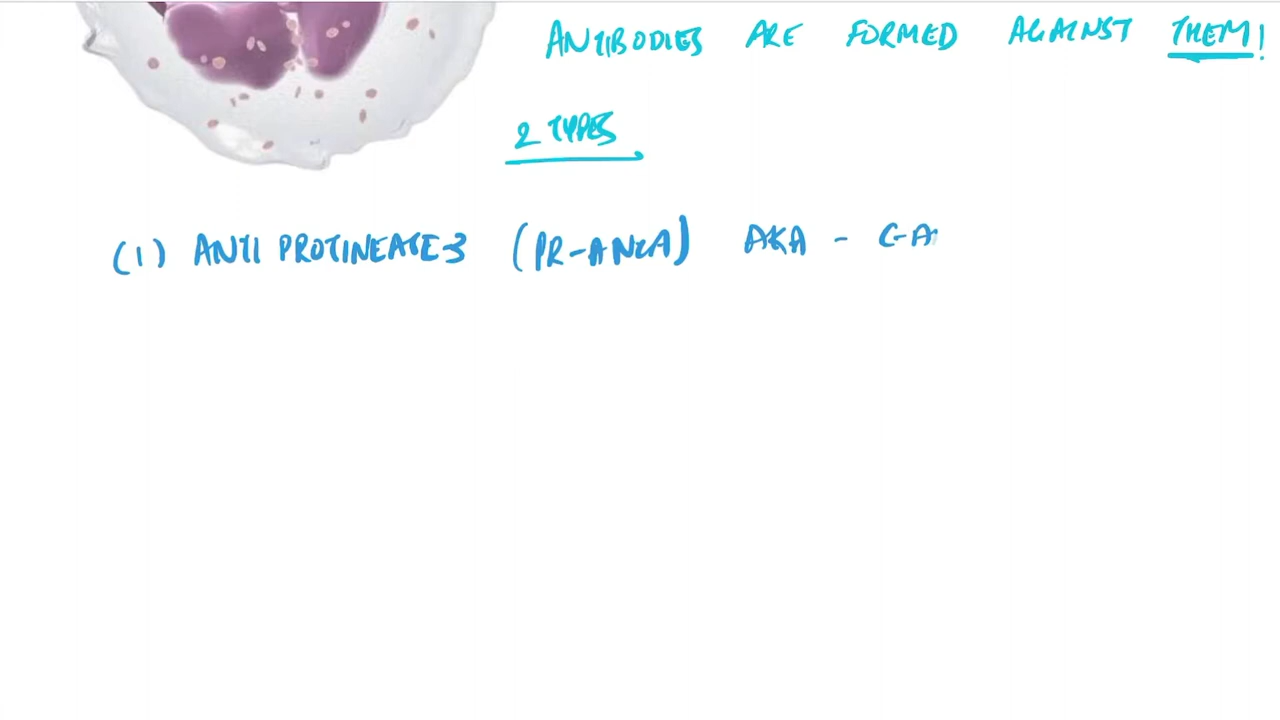 ANTIBODIES ARE FORMED AGAINST THEM!
2 TYPES
(1) ANTI PROTINEASE 3 (PR-ANCA) AKA - C-A